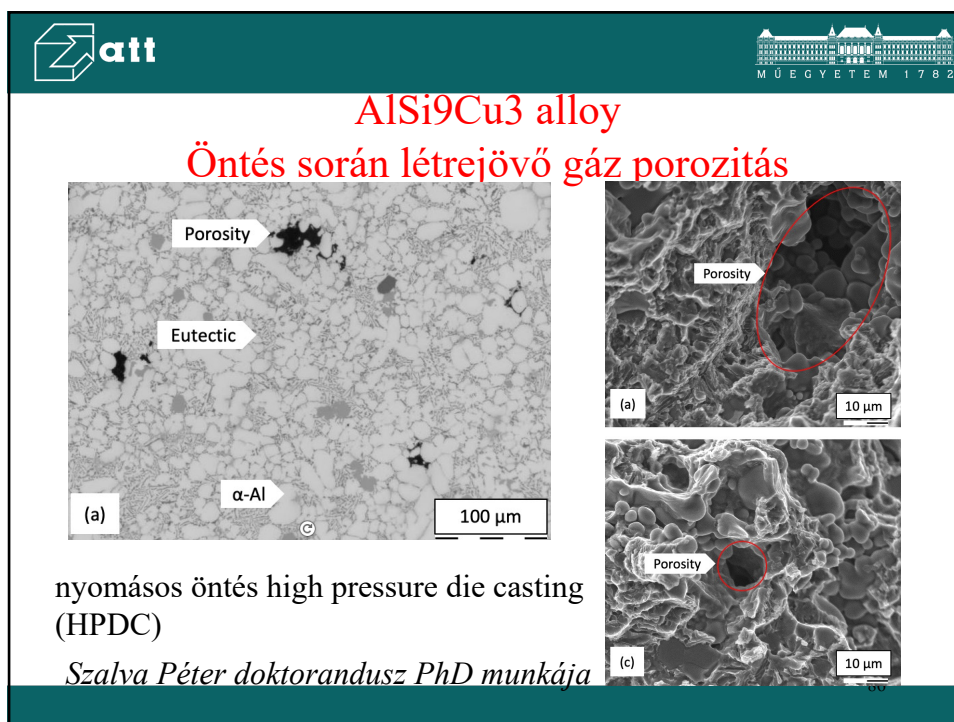 att
MŰEGYETEM 1782
AlSi9Cu3 alloy
Öntés során létrejövő gáz porozitás
Porosity
Eutectic
α-Al
(a)
100 µm
Porosity
(a)
10 µm
Porosity
(c)
10 µm
nyomásos öntés high pressure die casting
(HPDC)
Szalva Péter doktorandusz PhD munkája